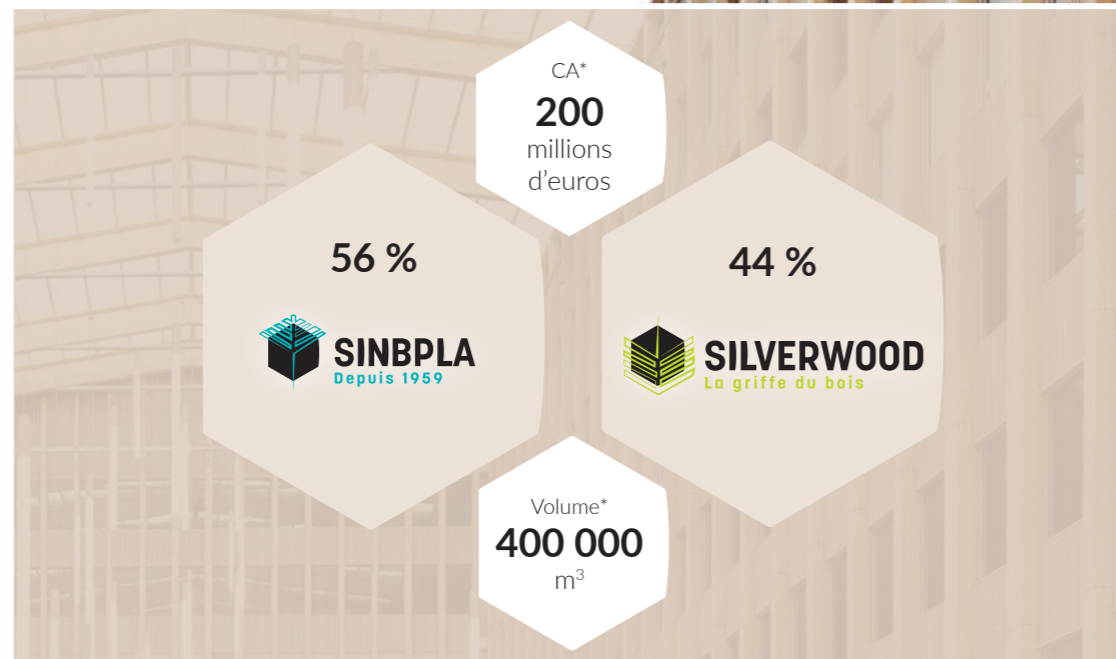 CA*
200
millions
d'euros
56 %
SINBPLA
Depuis 1959
44 %
SILVERWOOD
La griffe du bois
Volume*
400 000
m³